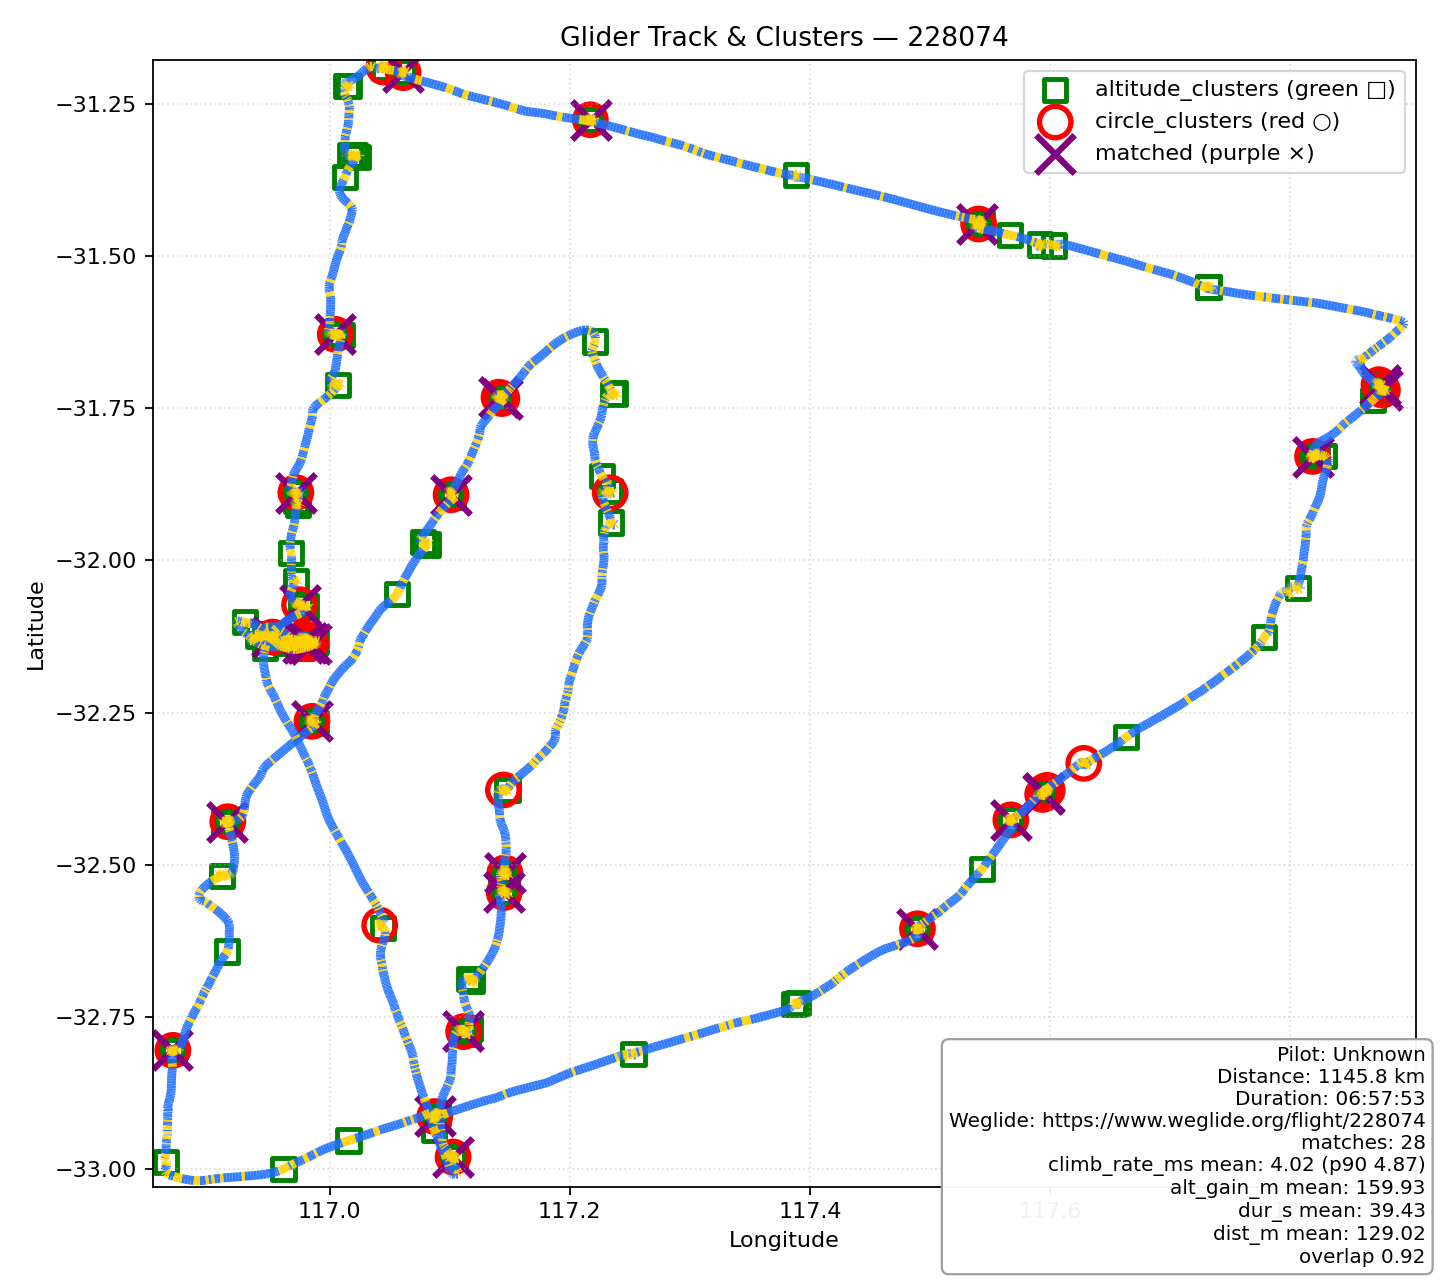 Glider Track & Clusters — 228074
altitude_clusters (green □)
circle_clusters (red ○)
matched (purple ×)
−31.25
−31.50
−31.75
−32.00
−32.25
−32.50
−32.75
−33.00
Latitude
117.0
117.2
117.4
117.6
Longitude
Pilot: Unknown
Distance: 1145.8 km
Duration: 06:57:53
Weglide: https://www.weglide.org/flight/228074
matches: 28
climb_rate_ms mean: 4.02 (p90 4.87)
alt_gain_m mean: 159.93
dur_s mean: 39.43
dist_m mean: 129.02
overlap 0.92